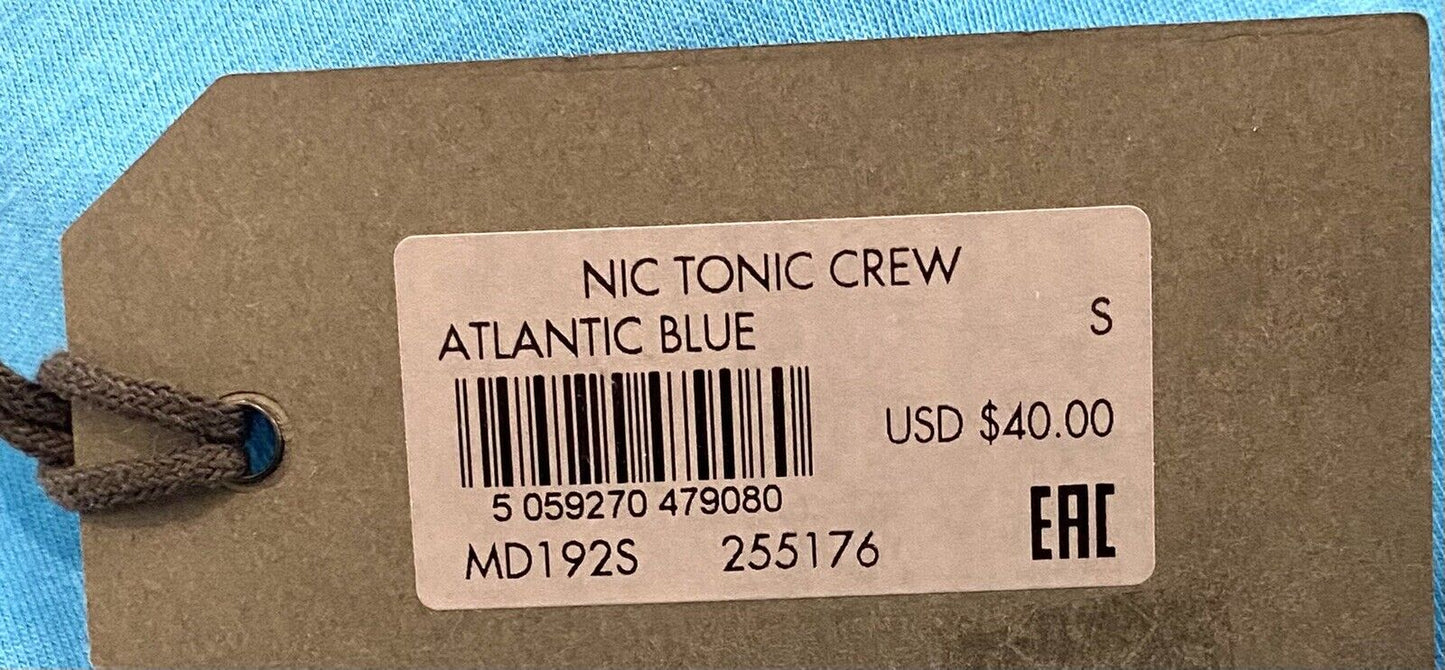 NIC TONIC CREW
ATLANTIC BLUE S
USD $40.00
5 059270 479080
MD192S 255176
EAC